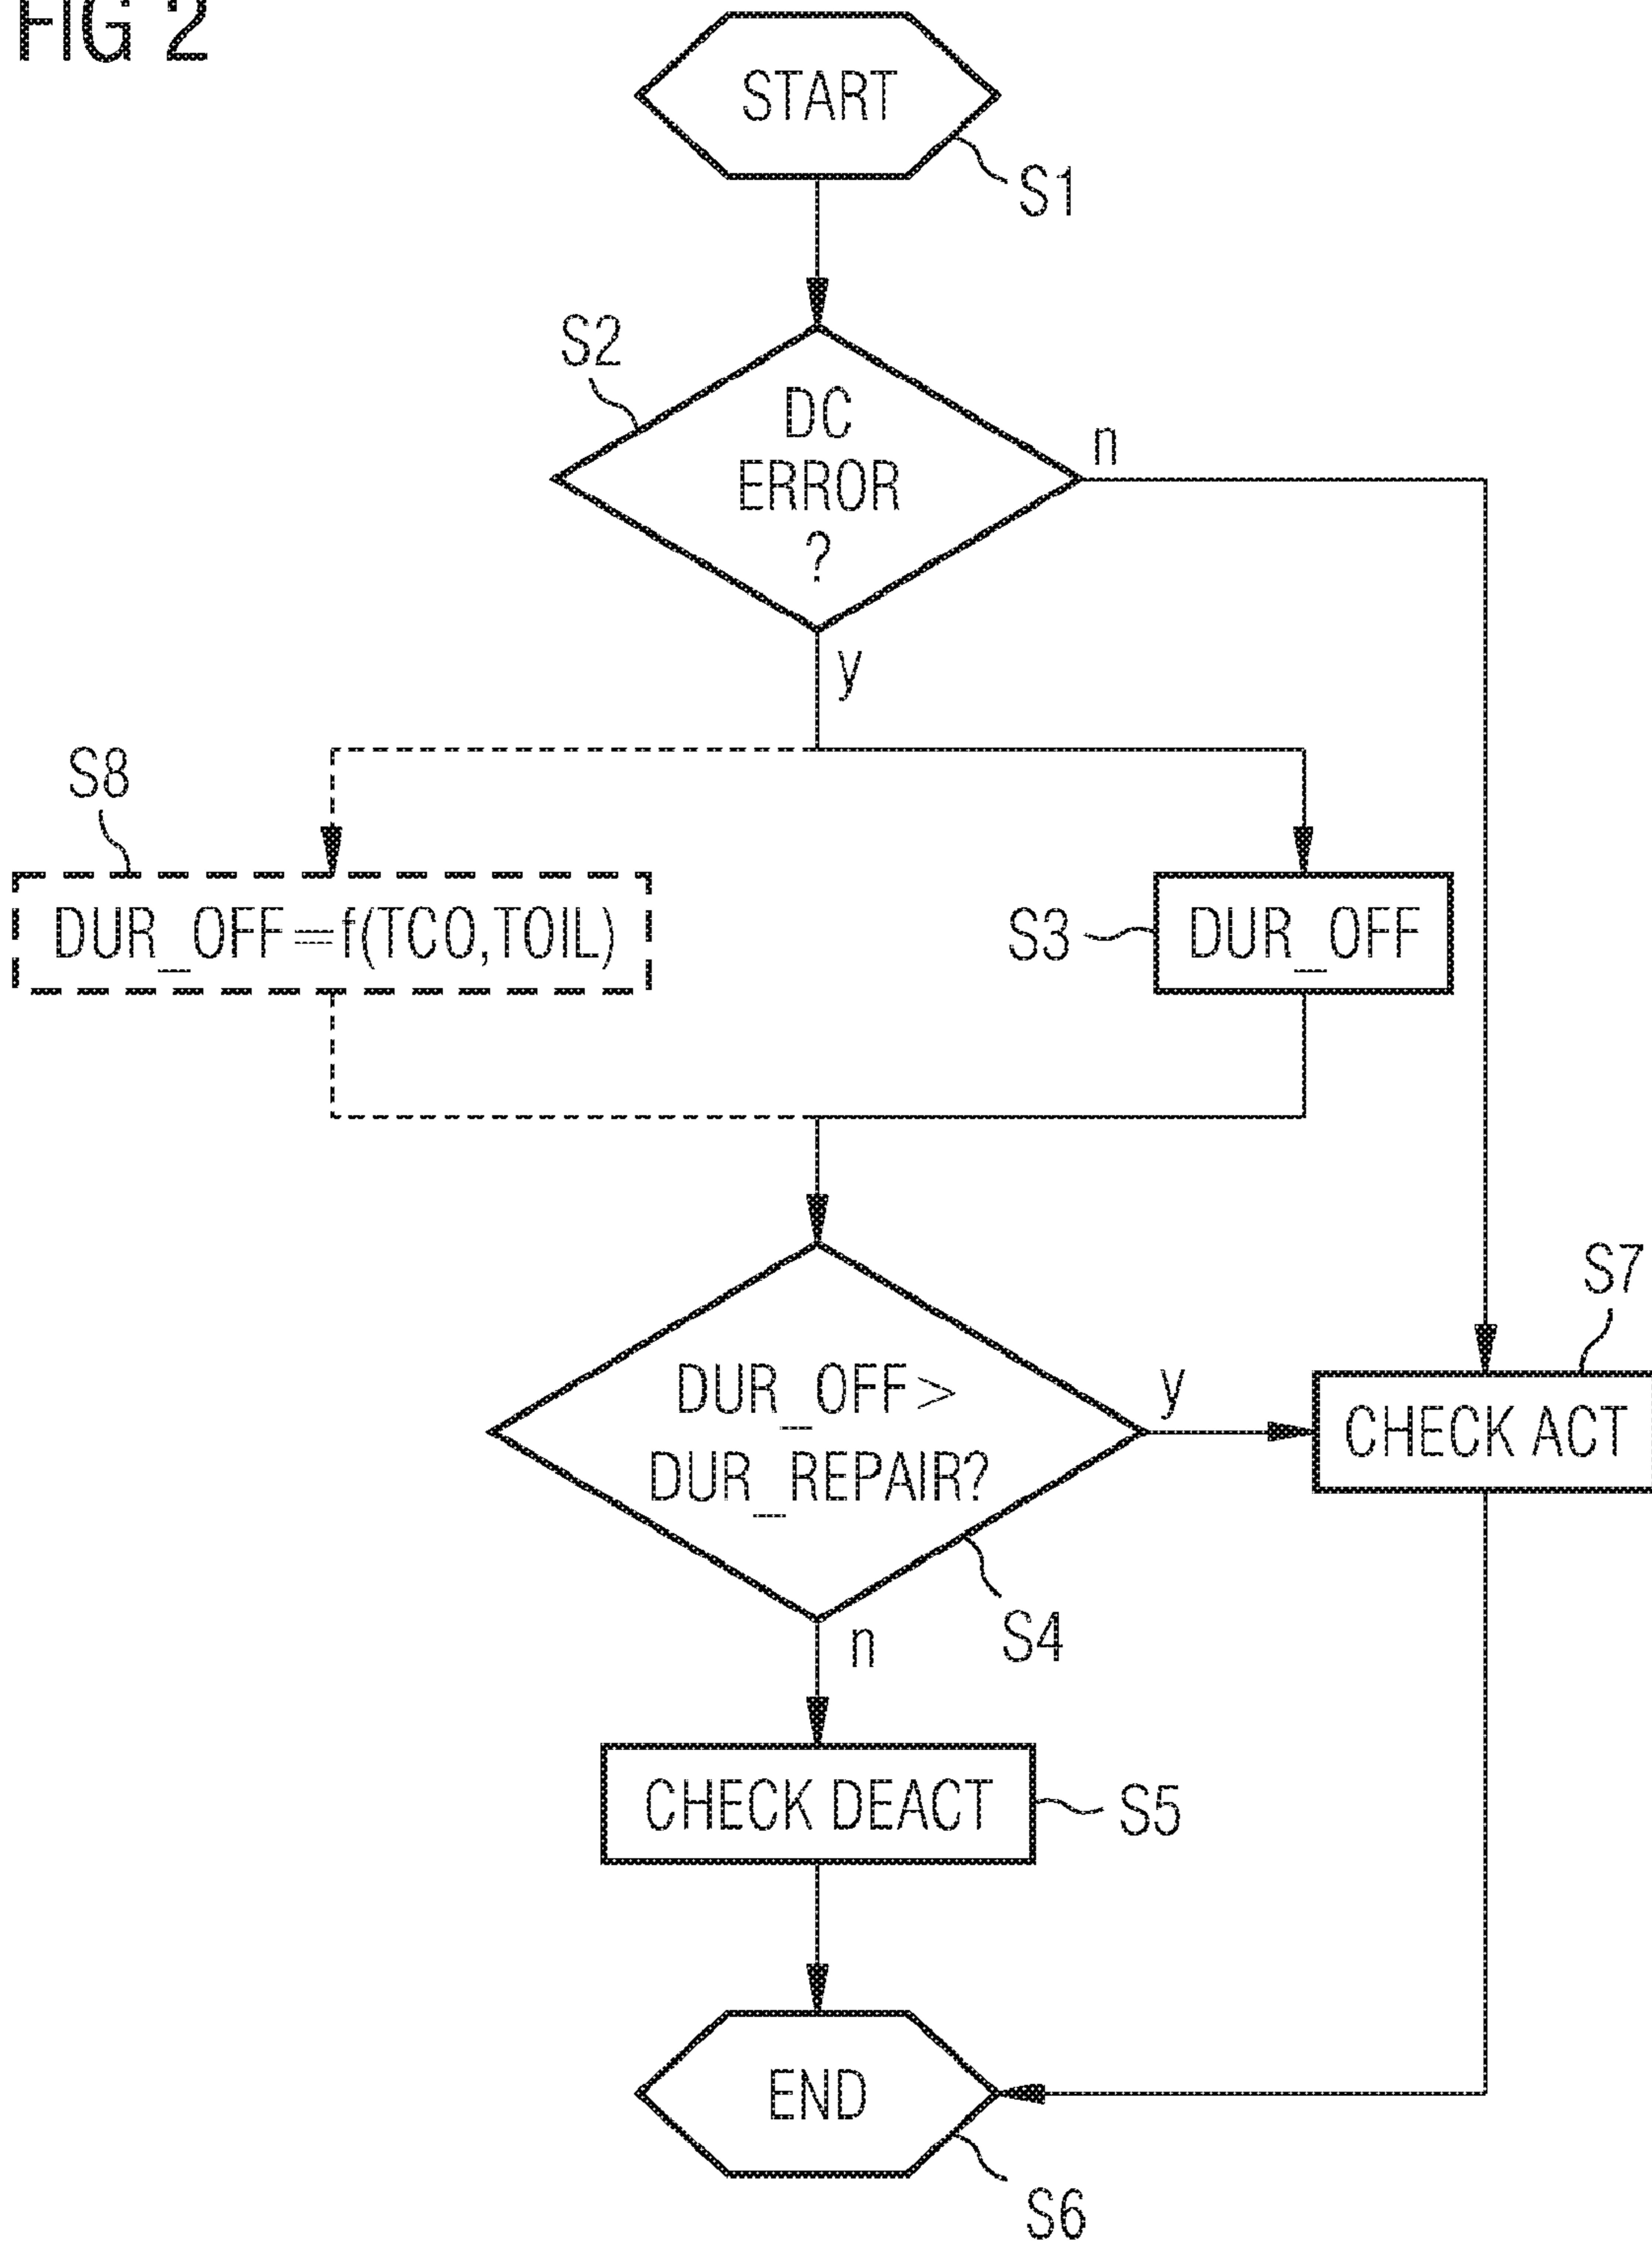 FIG 2
START
S1
S2
DC
ERROR
?
n
y
S8
DUR_OFF=f(TCO,TOIL)
S3
DUR_OFF
S7
DUR_OFF>
DUR_REPAIR?
y
CHECK ACT
S4
n
CHECK DEACT
S5
END
S6